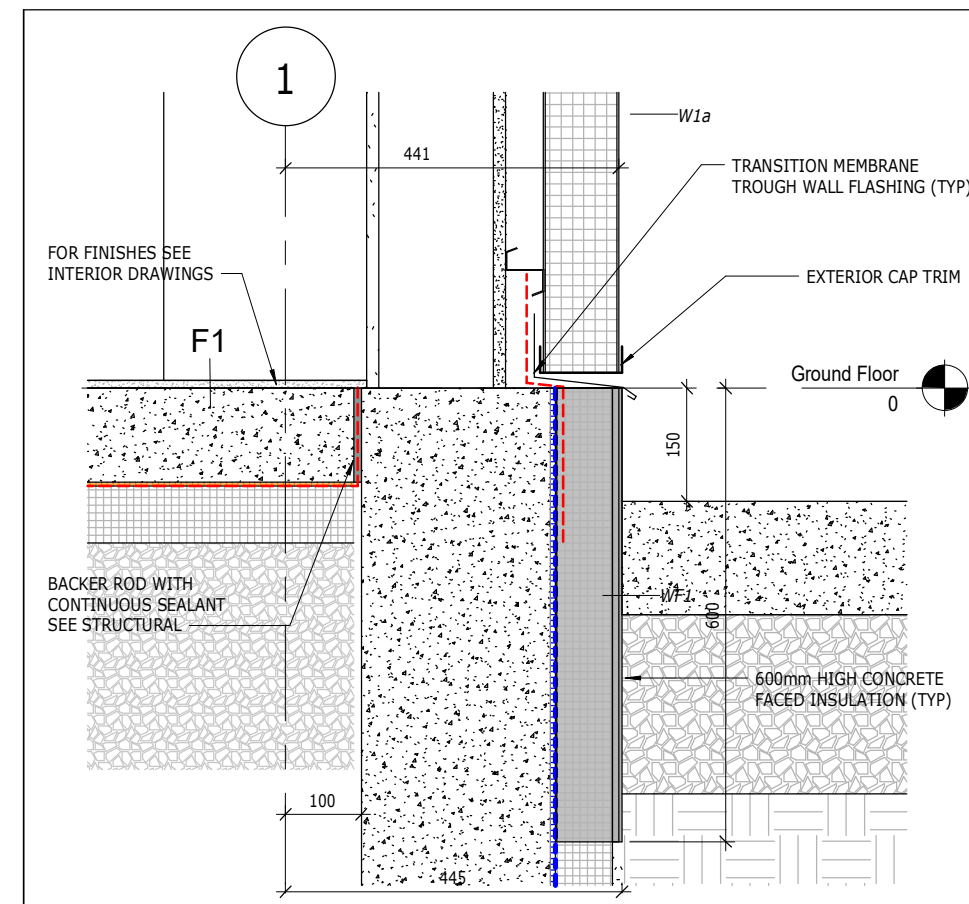 1
W1a
441
TRANSITION MEMBRANE
TROUGH WALL FLASHING (TYP)
FOR FINISHES SEE
INTERIOR DRAWINGS
EXTERIOR CAP TRIM
F1
Ground Floor
0
150
BACKER ROD WITH
CONTINUOUS SEALANT
SEE STRUCTURAL
WF1
600
600mm HIGH CONCRETE
FACED INSULATION (TYP)
100
445